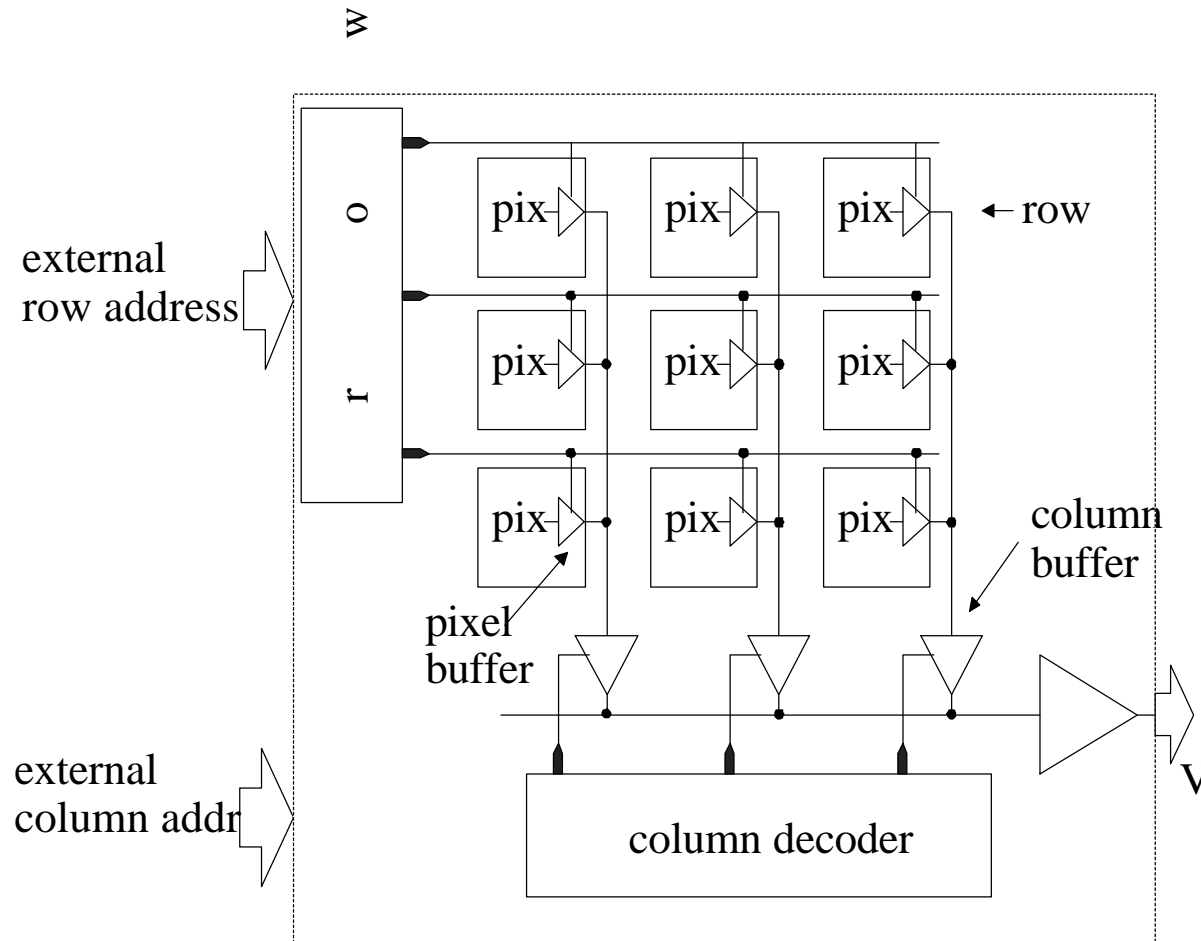 w
o
r
external
row address
pix pix pix
row
pix pix pix
pix pix pix
column
buffer
pixel
buffer
external
column addr
column decoder
V